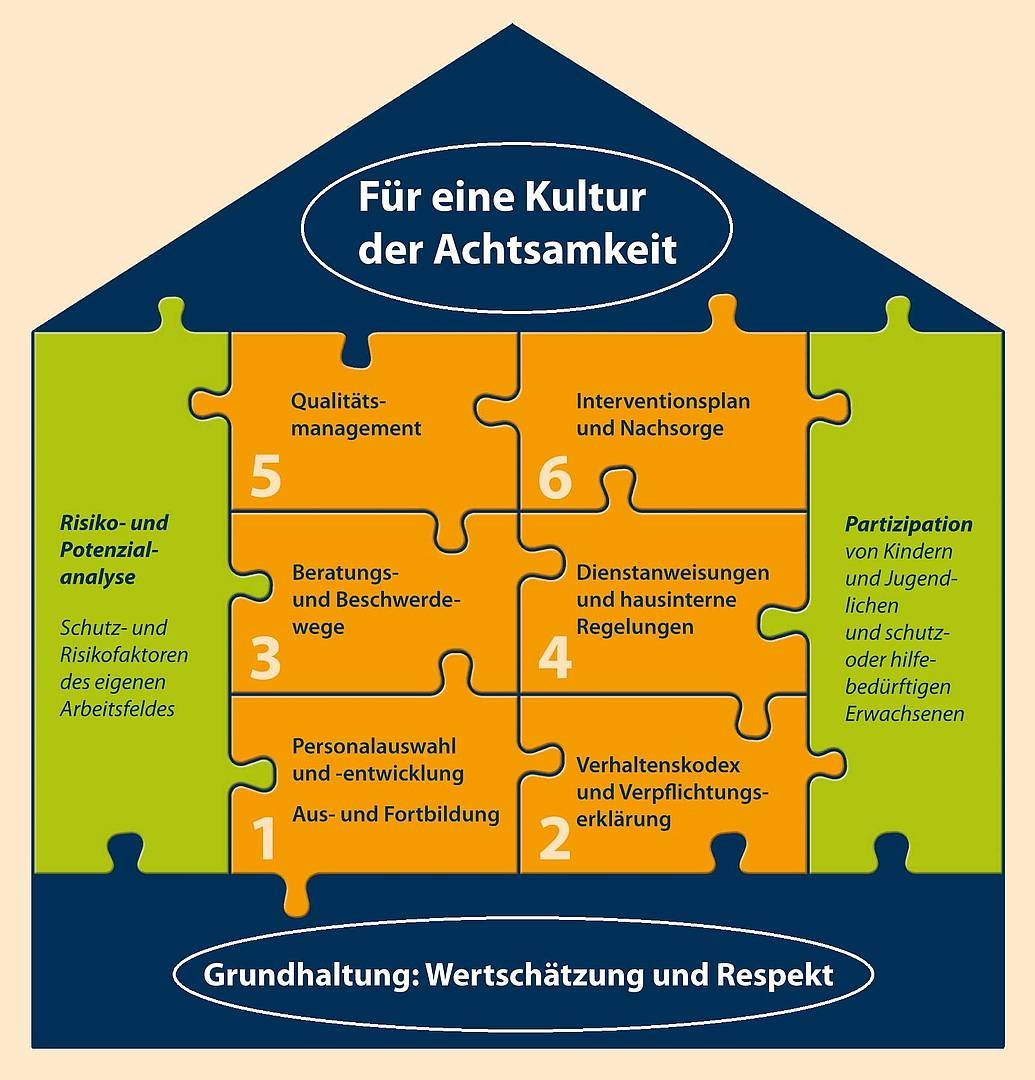 Für eine Kultur
der Achtsamkeit
Risiko- und
Potenzial-
analyse
Schutz- und
Risikofaktoren
des eigenen
Arbeitsfeldes
Qualitäts-
management
5
Interventionsplan
und Nachsorge
6
Beratungs-
und Beschwerde-
wege
3
Dienstanweisungen
und hausinterne
Regelungen
4
Personalauswahl
und -entwicklung
Aus- und Fortbildung
1
Verhaltenskodex
und Verpflichtungs-
erklärung
2
Partizipation
von Kindern
und Jugend-
lichen
und schutz-
oder hilfe-
bedürftigen
Erwachsenen
Grundhaltung: Wertschätzung und Respekt